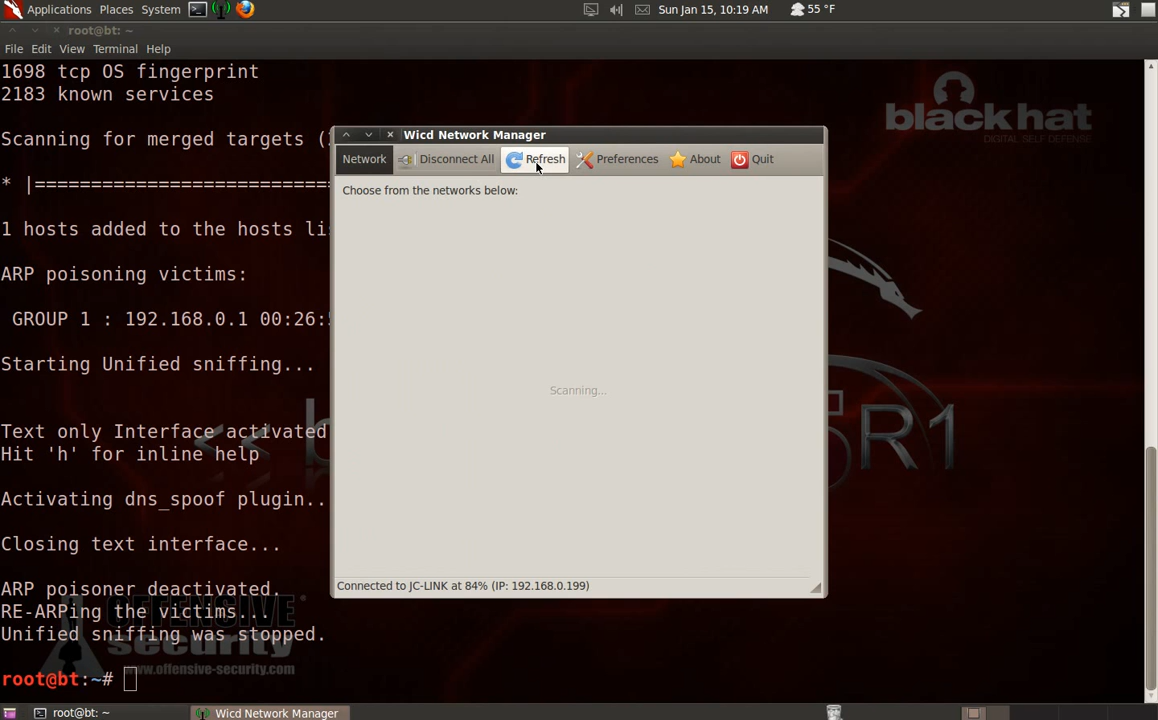 Applications Places System Sun Jan 15, 10:19 AM 55 °F
root@bt: ~
File Edit View Terminal Help
1698 tcp OS fingerprint
2183 known services
Scanning for merged targets (
* |==========================
1 hosts added to the hosts li
ARP poisoning victims:
GROUP 1 : 192.168.0.1 00:26:
Starting Unified sniffing...
Text only Interface activated
Hit 'h' for inline help
Activating dns_spoof plugin..
Closing text interface...
ARP poisoner deactivated.
RE-ARPing the victims...
Unified sniffing was stopped.
root@bt:~#
Wicd Network Manager
Network Disconnect All Refresh Preferences About Quit
Choose from the networks below:
Scanning...
Connected to JC-LINK at 84% (IP: 192.168.0.199)
black hat
DIGITAL SELF DEFENSE
<< b
R1
OFFENSIVE
security
www.offensive-security.com
root@bt: ~ Wicd Network Manager